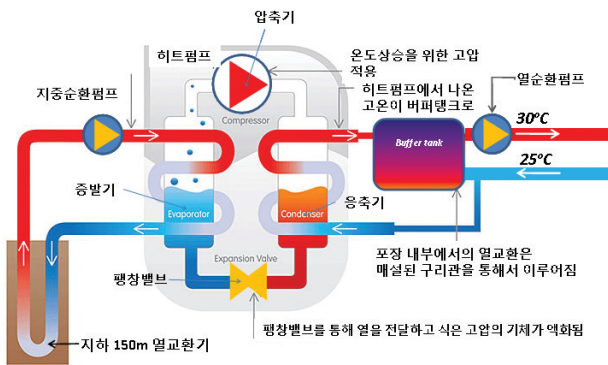 압축기
히트펌프
온도상승을 위한 고압
적용
지중순환펌프
히트펌프에서 나온
고온이 버퍼탱크로
열순환펌프
Compressor
Buffer tank
30ºC
25ºC
증발기
Evaporator
Condenser
응축기
포장 내부에서의 열교환은
매설된 구리관을 통해서 이루어짐
Expansion Valve
팽창밸브
팽창밸브를 통해 열을 전달하고 식은 고압의 기체가 액화됨
지하 150m 열교환기